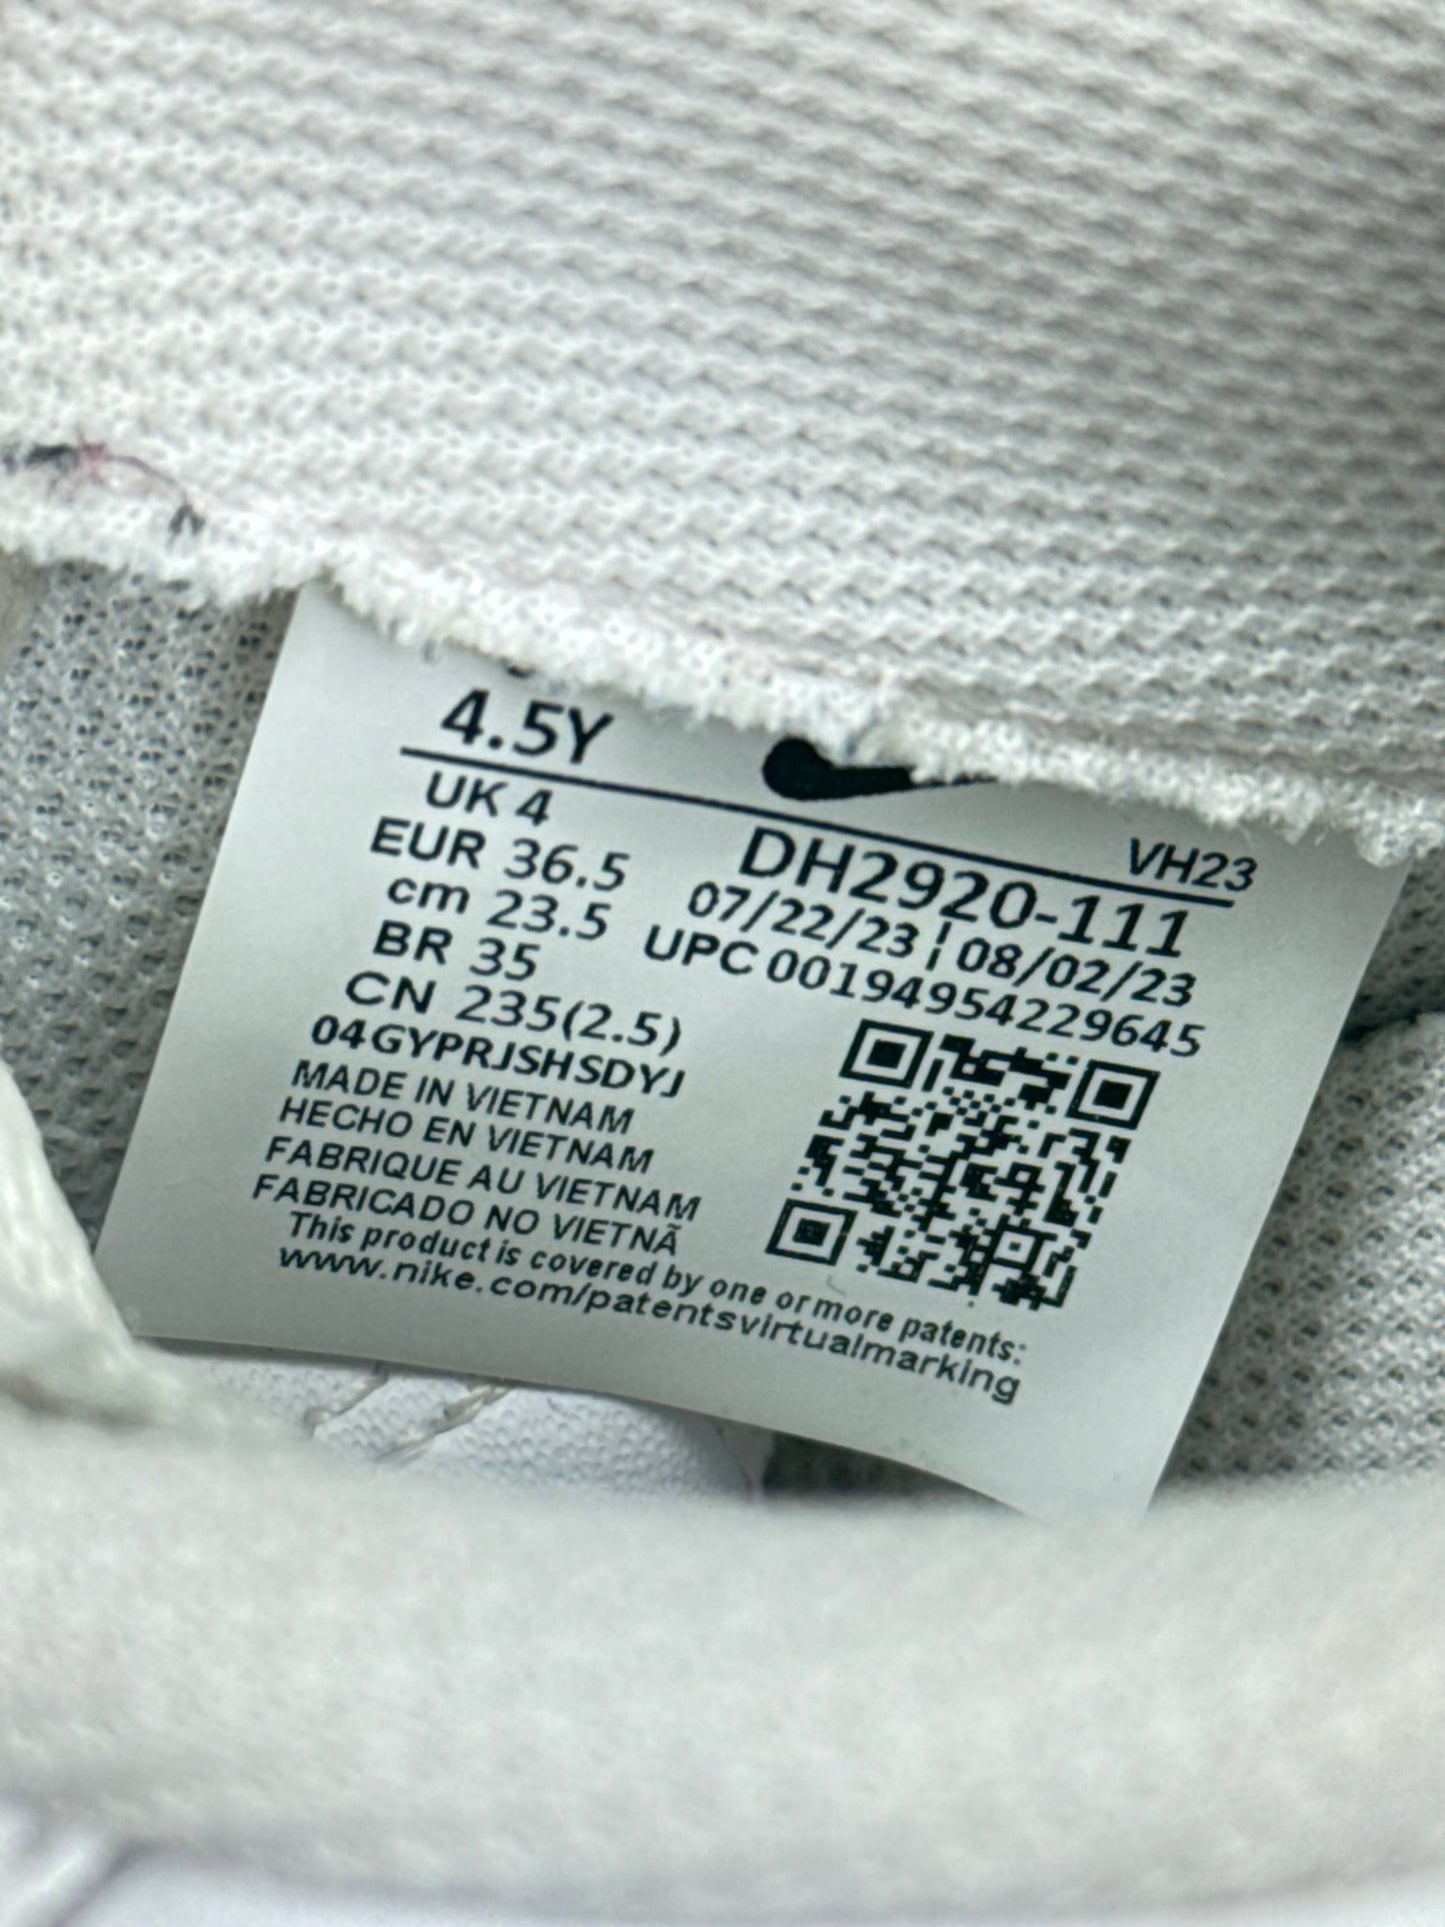 4.5Y
UK 4
EUR 36.5
cm 23.5
BR 35
CN 235(2.5)
04GYPRJSHSDYJ
MADE IN VIETNAM
HECHO EN VIETNAM
FABRIQUE AU VIETNAM
FABRICADO NO VIETNÃ
This product is covered by one or more patents:
www.nike.com/patentsvirtualmarking
VH23
DH2920-111
07/22/23 ¦ 08/02/23
UPC 00194954229645